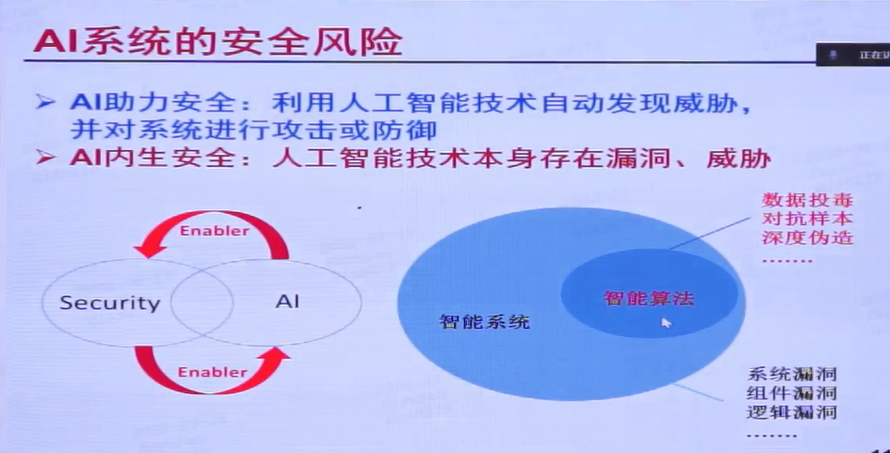 AI系统的安全风险
正在讲
➢ AI助力安全：利用人工智能技术自动发现威胁，
并对系统进行攻击或防御
➢ AI内生安全：人工智能技术本身存在漏洞、威胁
Enabler
Security
AI
Enabler
智能系统
智能算法
数据投毒
对抗样本
深度伪造
·······
系统漏洞
组件漏洞
逻辑漏洞
·······